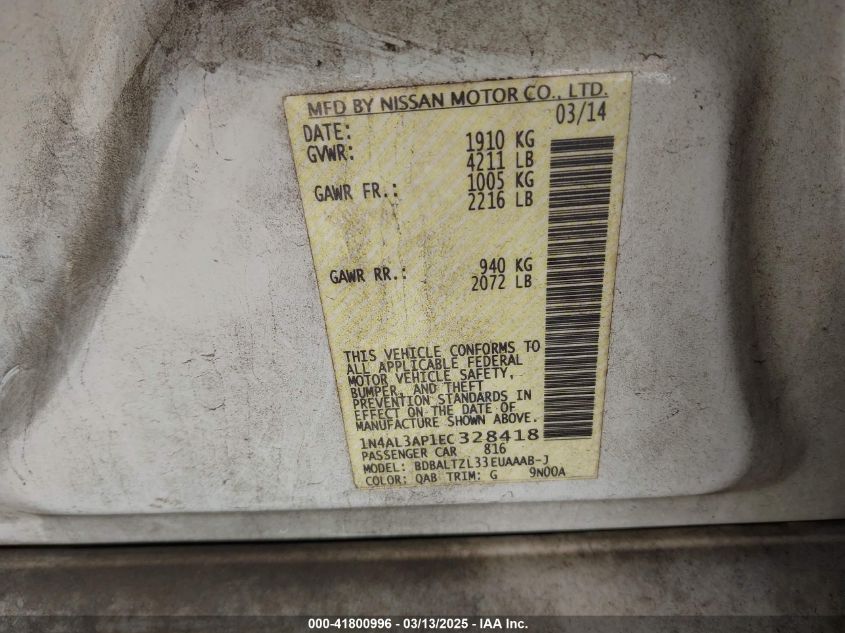 MFD BY NISSAN MOTOR CO., LTD.
DATE: 03/14
GVWR: 1910 KG
4211 LB
GAWR FR.: 1005 KG
2216 LB
GAWR RR.: 940 KG
2072 LB
THIS VEHICLE CONFORMS TO
ALL APPLICABLE FEDERAL
MOTOR VEHICLE SAFETY,
BUMPER, AND THEFT
PREVENTION STANDARDS IN
EFFECT ON THE DATE OF
MANUFACTURE SHOWN ABOVE.
1N4AL3AP1EC 328418
PASSENGER CAR 816
MODEL: BDBALTZL33EUAAAB-J
COLOR: QAB TRIM: G 9N00A
000-41800996 - 03/13/2025 - IAA Inc.